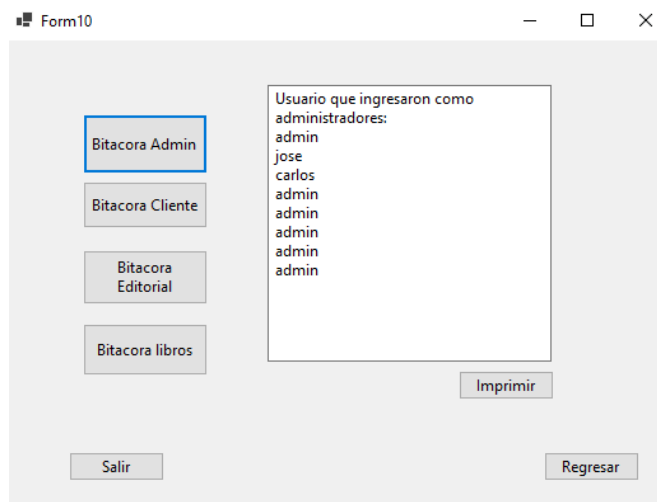 Form10
Usuario que ingresaron como
administradores:
admin
jose
carlos
admin
admin
admin
admin
admin
Bitacora Admin
Bitacora Cliente
Bitacora
Editorial
Bitacora libros
Imprimir
Salir
Regresar